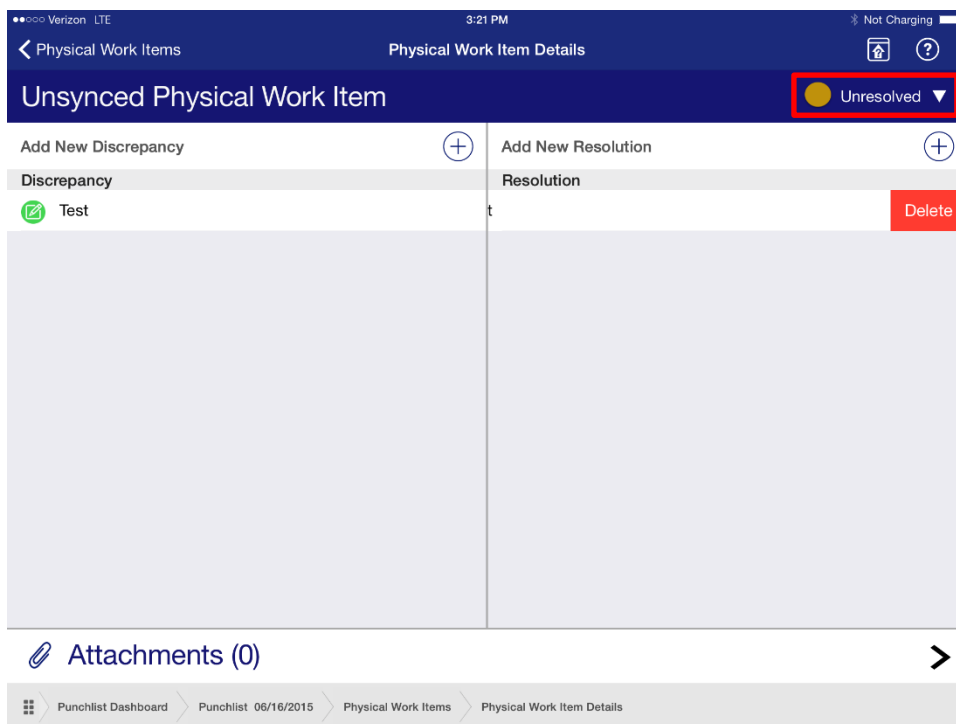 Verizon LTE 3:21 PM Not Charging
Physical Work Items Physical Work Item Details ?
Unsynced Physical Work Item Unresolved
Add New Discrepancy Add New Resolution
Discrepancy Resolution
Test t Delete
Attachments (0)
Punchlist Dashboard Punchlist 06/16/2015 Physical Work Items Physical Work Item Details